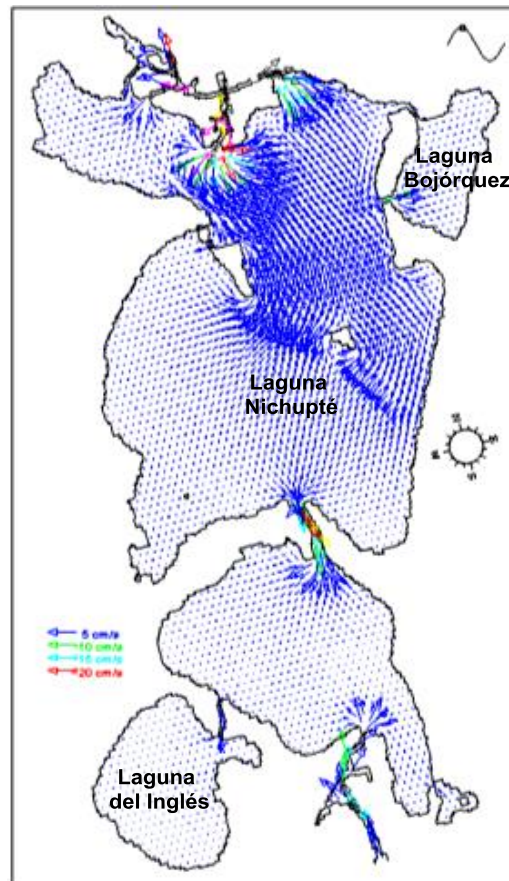 Laguna
Bojórquez
Laguna
Nichupté
5 cm/s
10 cm/s
15 cm/s
20 cm/s
Laguna
del Inglés